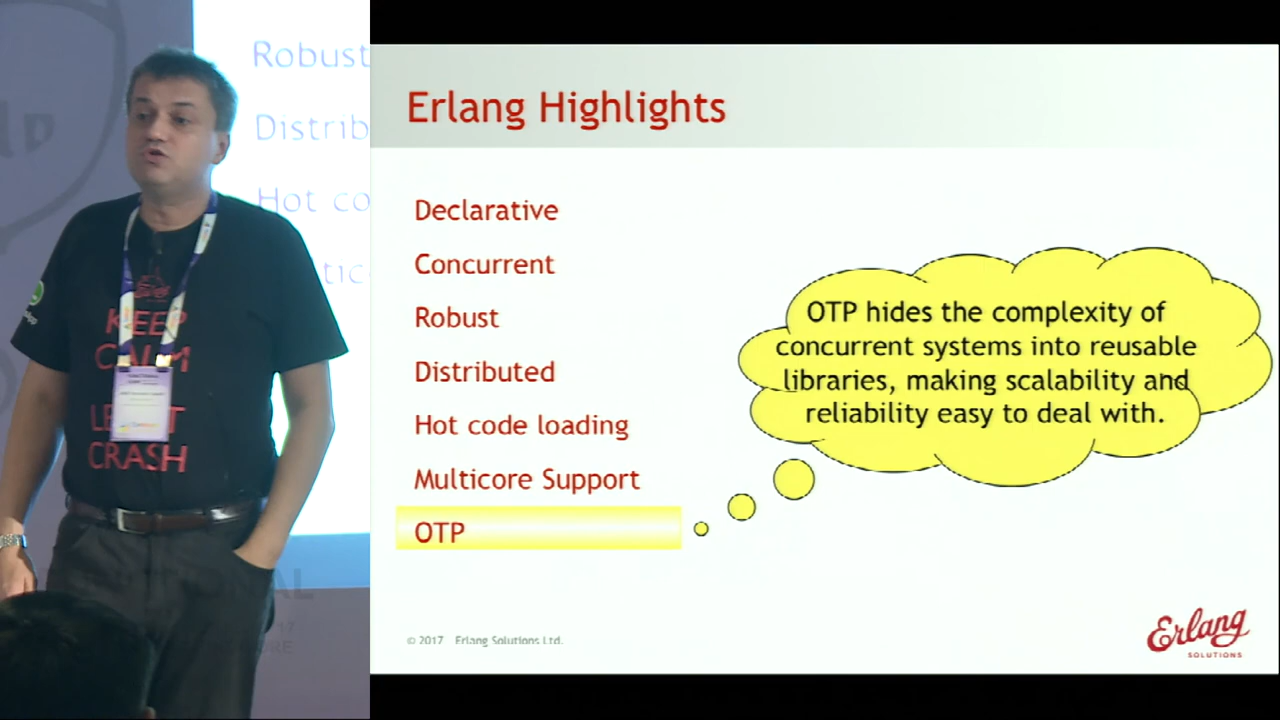 Robust
Distrib
Hot co
KEEP
CALM
CRASH
Erlang Highlights
Declarative
Concurrent
Robust
Distributed
Hot code loading
Multicore Support
OTP
OTP hides the complexity of
concurrent systems into reusable
libraries, making scalability and
reliability easy to deal with.
© 2017 Erlang Solutions Ltd.
Erlang
SOLUTIONS